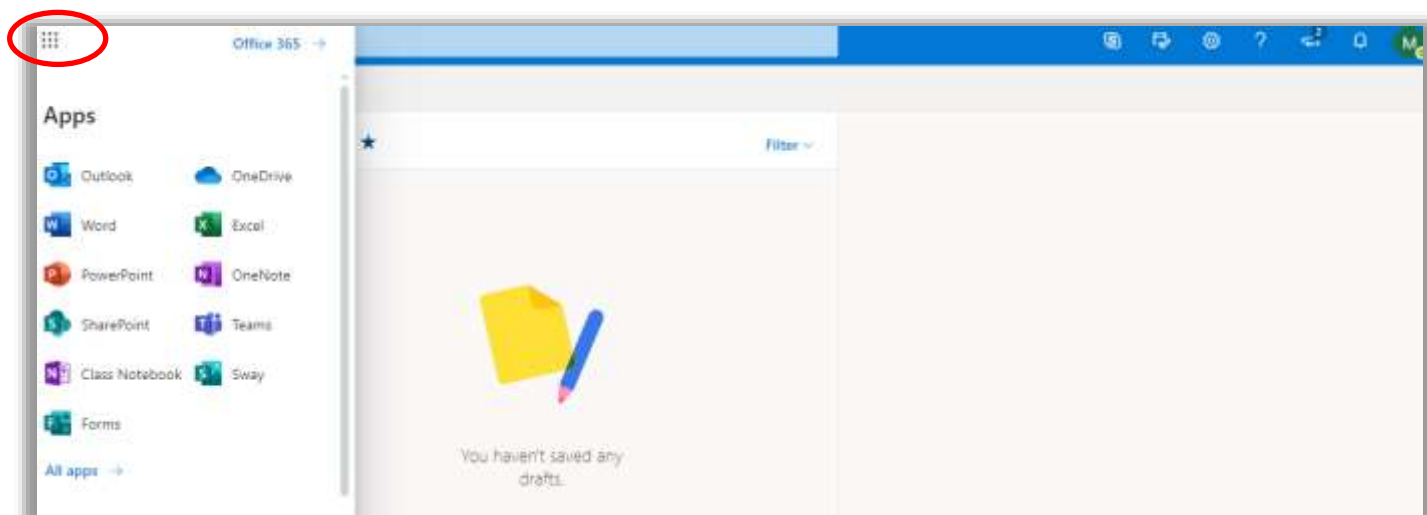 Office 365 →
?
2
M
Apps
Filter
Outlook
OneDrive
Word
Excel
PowerPoint
OneNote
SharePoint
Teams
Class Notebook
Sway
Forms
All apps →
You haven't saved any
drafts.